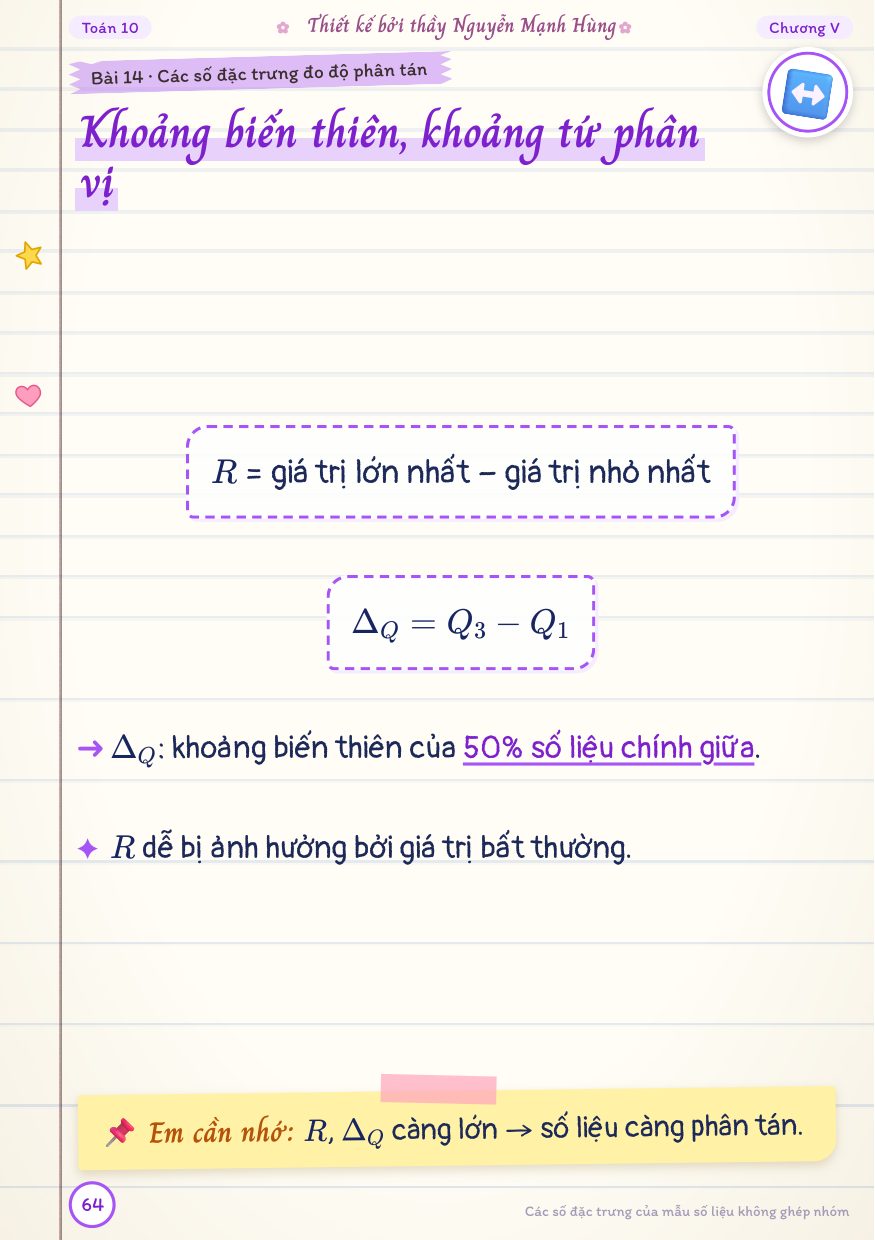 Toán 10
Thiết kế bởi thầy Nguyễn Mạnh Hùng
Chương V
Bài 14 · Các số đặc trưng đo độ phân tán
Khoảng biến thiên, khoảng tứ phân
vị
R = giá trị lớn nhất – giá trị nhỏ nhất
Δ_Q = Q_3 − Q_1
→ Δ_Q: khoảng biến thiên của 50% số liệu chính giữa.
✦ R dễ bị ảnh hưởng bởi giá trị bất thường.
📌 Em cần nhớ: R, Δ_Q càng lớn → số liệu càng phân tán.
64
Các số đặc trưng của mẫu số liệu không ghép nhóm